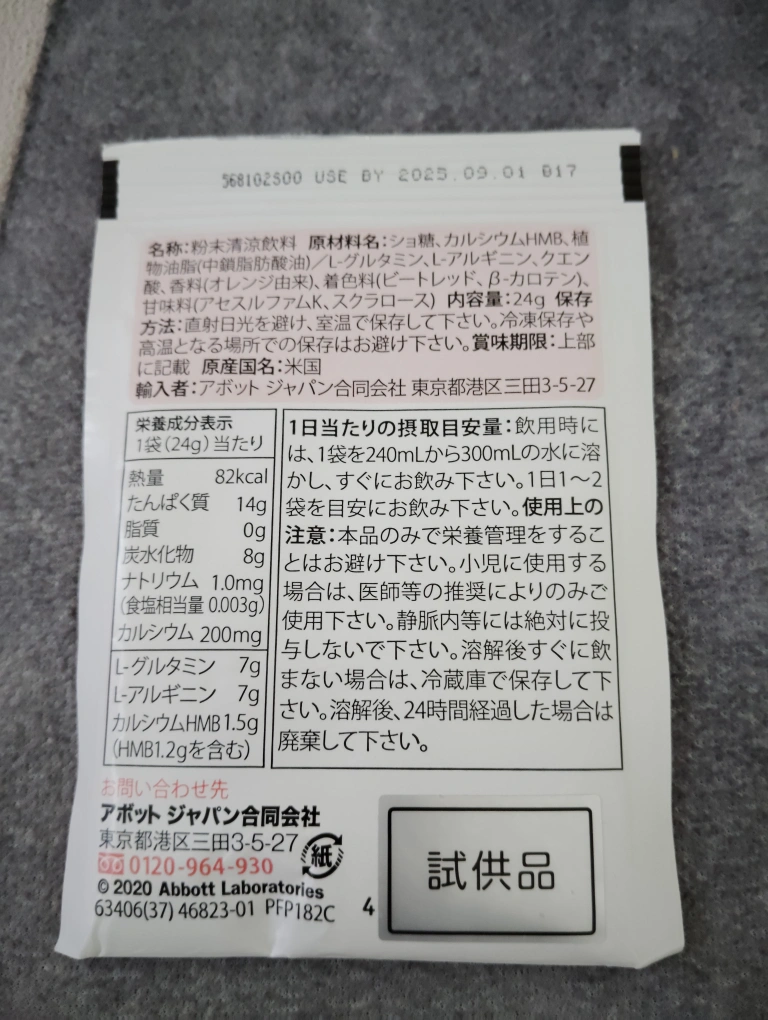 568102S00 USE BY 2025.09.01 B17
名称:粉末清涼飲料 原材料名:ショ糖、カルシウムHMB、植
物油脂(中鎖脂肪酸油)/L-グルタミン、L-アルギニン、クエン
酸、香料(オレンジ由来)、着色料(ビートレッド、β-カロテン)、
甘味料(アセスルファムK、スクラロース) 内容量:24g 保存
方法:直射日光を避け、室温で保存して下さい。冷凍保存や
高温となる場所での保存はお避け下さい。賞味期限:上部
に記載 原産国名:米国
輸入者:アボット ジャパン合同会社 東京都港区三田3-5-27
栄養成分表示
1袋(24g)当たり
熱量 82kcal
たんぱく質 14g
脂質 0g
炭水化物 8g
ナトリウム 1.0mg
(食塩相当量 0.003g)
カルシウム 200mg
L-グルタミン 7g
L-アルギニン 7g
カルシウムHMB1.5g
(HMB1.2gを含む)
1日当たりの摂取目安量:飲用時に
は、1袋を240mLから300mLの水に溶
かし、すぐにお飲み下さい。1日1〜2
袋を目安にお飲み下さい。使用上の
注意:本品のみで栄養管理をするこ
とはお避け下さい。小児に使用する
場合は、医師等の推奨によりのみご
使用下さい。静脈内等には絶対に投
与しないで下さい。溶解後すぐに飲
まない場合は、冷蔵庫で保存して下
さい。溶解後、24時間経過した場合は
廃棄して下さい。
お問い合わせ先
アボット ジャパン合同会社
東京都港区三田3-5-27
0120-964-930
紙
© 2020 Abbott Laboratories
63406(37) 46823-01 PFP182C 4
試供品